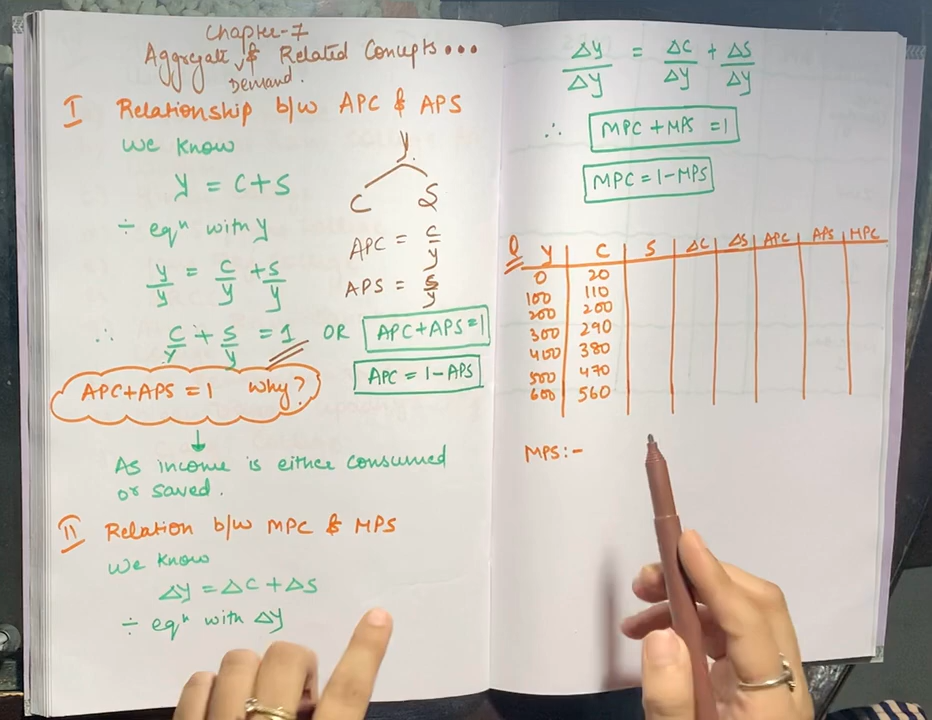 Chapter-7
Aggregate & Related Concepts...
Demand.
I Relationship b/w APC & APS
We know
y = C+S
÷ eqⁿ with y
y/y = C/y + S/y
∴ C/y + S/y = 1 OR APC+APS=1
APC = 1-APS
y
C S
APC = C/y
APS = S/y
APC+APS = 1 Why?
↓
As income is either consumed
or saved.
II Relation b/w MPC & MPS
We know
Δy = ΔC + ΔS
÷ eqⁿ with Δy
Δy/Δy = ΔC/Δy + ΔS/Δy
∴ MPC+MPS = 1
MPC = 1-MPS
Q Y C S ΔC ΔS APC APS MPC
0 20
100 110
200 200
300 290
400 380
500 470
600 560
MPS:-